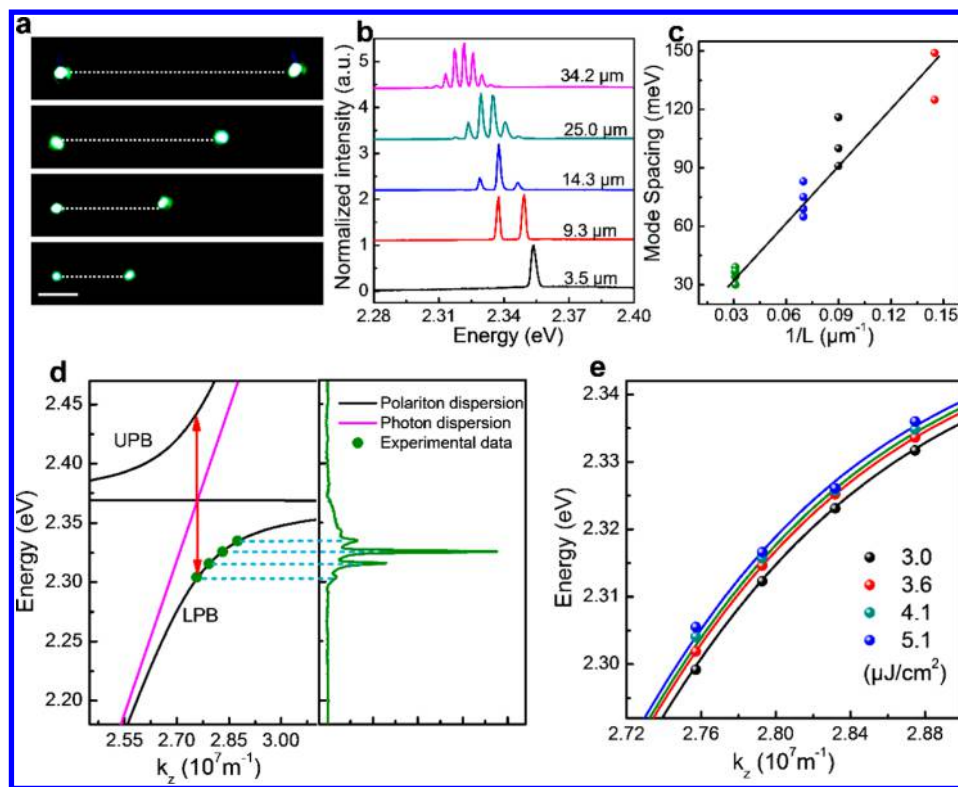 a
b
Normalized intensity (a.u.)
5
4
3
2
1
0
34.2 µm
25.0 µm
14.3 µm
9.3 µm
3.5 µm
2.28 2.31 2.34 2.37 2.40
Energy (eV)
c
Mode Spacing (meV)
150
120
90
60
30
0.03 0.06 0.09 0.12 0.15
1/L (µm⁻¹)
d
Energy (eV)
2.45
2.40
2.35
2.30
2.25
2.20
UPB
LPB
2.55 2.70 2.85 3.00
k_z (10⁷m⁻¹)
Polariton dispersion
Photon dispersion
Experimental data
e
Energy (eV)
2.34
2.33
2.32
2.31
2.30
3.0
3.6
4.1
5.1
(µJ/cm²)
2.72 2.76 2.80 2.84 2.88
k_z (10⁷m⁻¹)